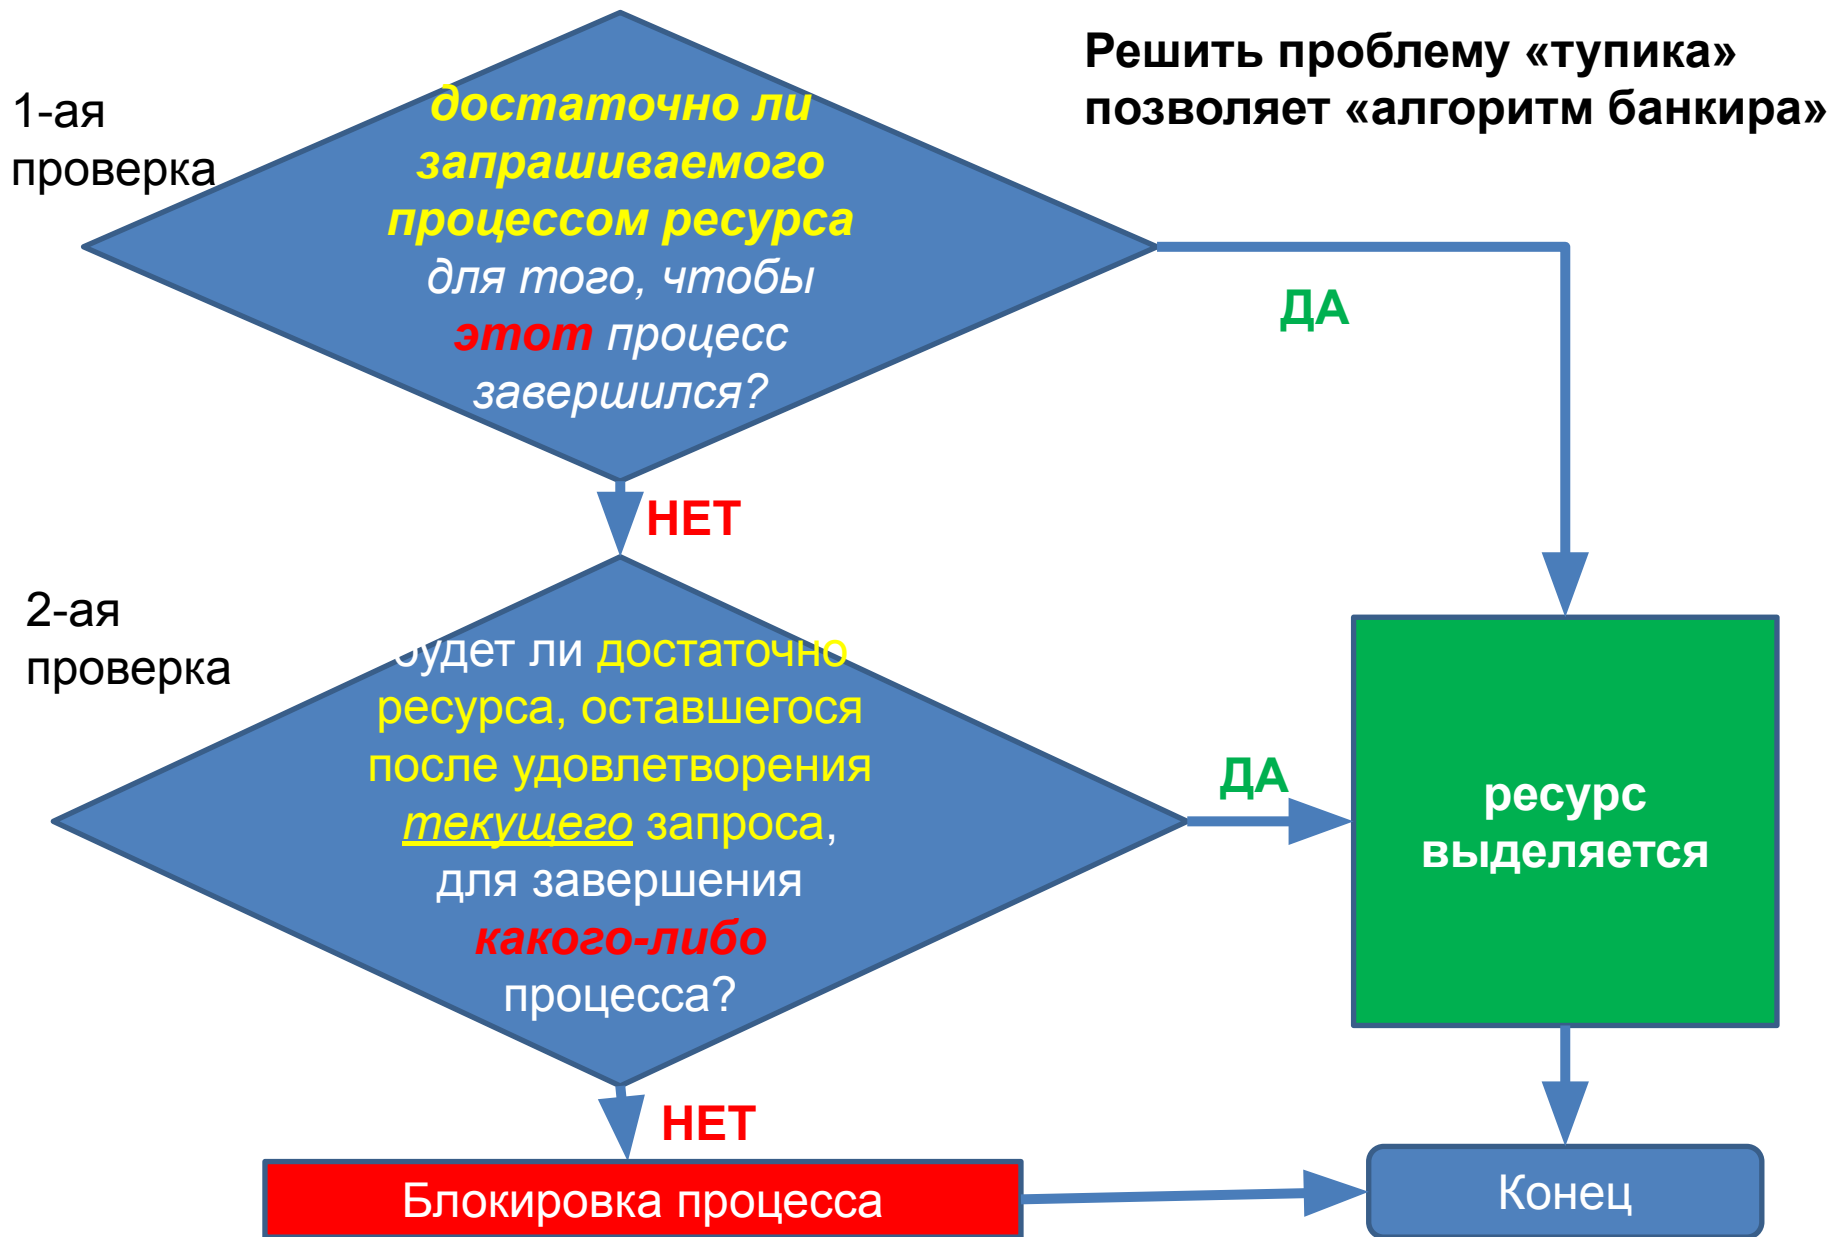 Решить проблему «тупика»
позволяет «алгоритм банкира»
1-ая
проверка
достаточно ли
запрашиваемого
процессом ресурса
для того, чтобы
этот процесс
завершился?
ДА
НЕТ
2-ая
проверка
будет ли достаточно
ресурса, оставшегося
после удовлетворения
текущего запроса,
для завершения
какого-либо
процесса?
ДА
ресурс
выделяется
НЕТ
Блокировка процесса
Конец